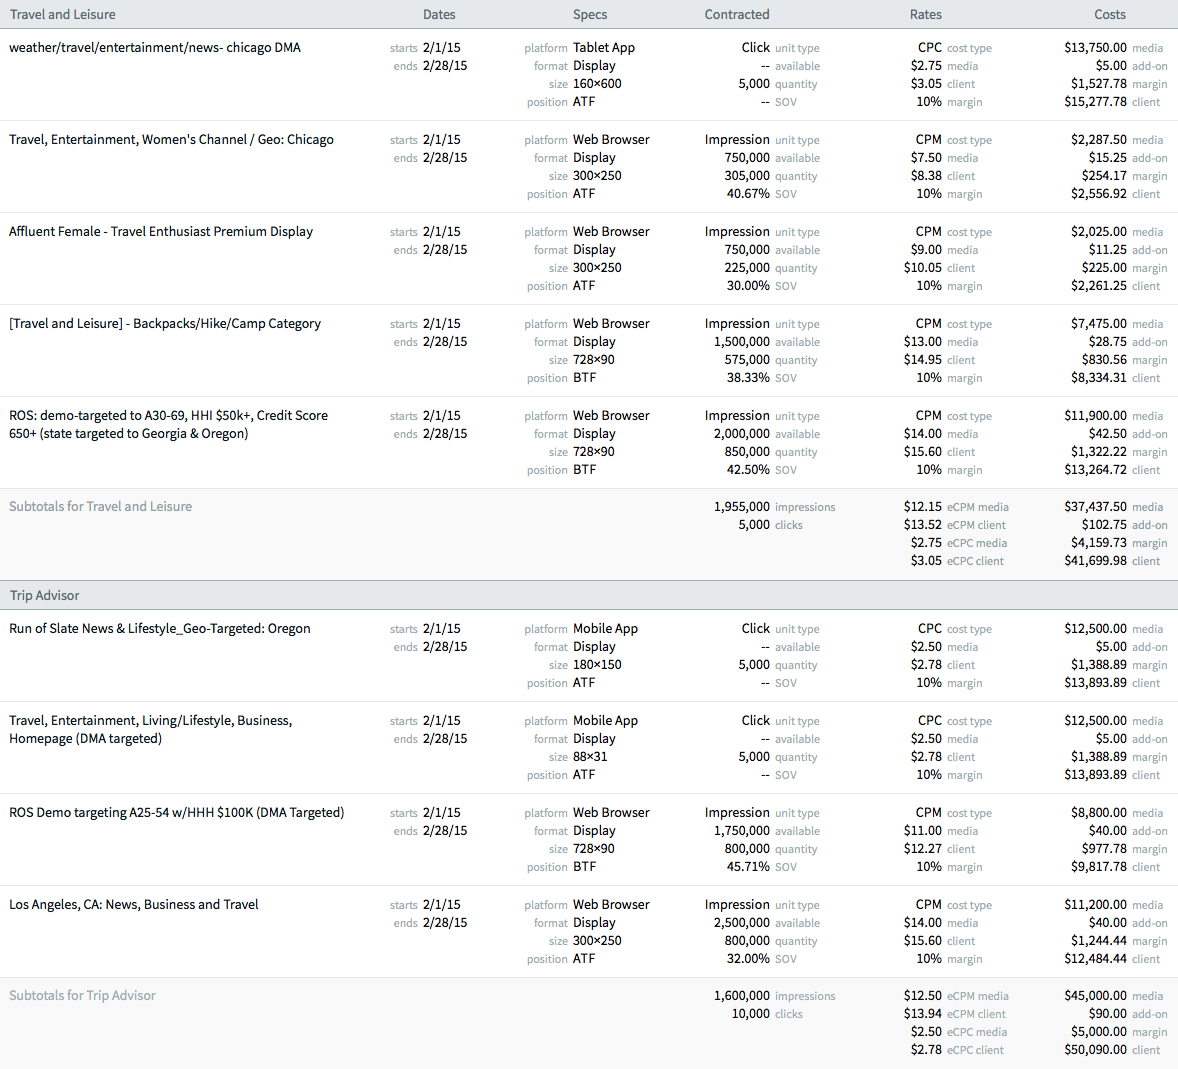 Travel and Leisure Dates Specs Contracted Rates Costs
weather/travel/entertainment/news- chicago DMA starts 2/1/15 platform Tablet App Click unit type CPC cost type $13,750.00 media
ends 2/28/15 format Display -- available $2.75 media $5.00 add-on
size 160×600 5,000 quantity $3.05 client $1,527.78 margin
position ATF -- SOV 10% margin $15,277.78 client
Travel, Entertainment, Women's Channel / Geo: Chicago starts 2/1/15 platform Web Browser Impression unit type CPM cost type $2,287.50 media
ends 2/28/15 format Display 750,000 available $7.50 media $15.25 add-on
size 300×250 305,000 quantity $8.38 client $254.17 margin
position ATF 40.67% SOV 10% margin $2,556.92 client
Affluent Female - Travel Enthusiast Premium Display starts 2/1/15 platform Web Browser Impression unit type CPM cost type $2,025.00 media
ends 2/28/15 format Display 750,000 available $9.00 media $11.25 add-on
size 300×250 225,000 quantity $10.05 client $225.00 margin
position ATF 30.00% SOV 10% margin $2,261.25 client
[Travel and Leisure] - Backpacks/Hike/Camp Category starts 2/1/15 platform Web Browser Impression unit type CPM cost type $7,475.00 media
ends 2/28/15 format Display 1,500,000 available $13.00 media $28.75 add-on
size 728×90 575,000 quantity $14.95 client $830.56 margin
position BTF 38.33% SOV 10% margin $8,334.31 client
ROS: demo-targeted to A30-69, HHI $50k+, Credit Score starts 2/1/15 platform Web Browser Impression unit type CPM cost type $11,900.00 media
650+ (state targeted to Georgia & Oregon) ends 2/28/15 format Display 2,000,000 available $14.00 media $42.50 add-on
size 728×90 850,000 quantity $15.60 client $1,322.22 margin
position BTF 42.50% SOV 10% margin $13,264.72 client
Subtotals for Travel and Leisure 1,955,000 impressions $12.15 eCPM media $37,437.50 media
5,000 clicks $13.52 eCPM client $102.75 add-on
$2.75 eCPC media $4,159.73 margin
$3.05 eCPC client $41,699.98 client
Trip Advisor
Run of Slate News & Lifestyle_Geo-Targeted: Oregon starts 2/1/15 platform Mobile App Click unit type CPC cost type $12,500.00 media
ends 2/28/15 format Display -- available $2.50 media $5.00 add-on
size 180×150 5,000 quantity $2.78 client $1,388.89 margin
position ATF -- SOV 10% margin $13,893.89 client
Travel, Entertainment, Living/Lifestyle, Business, starts 2/1/15 platform Mobile App Click unit type CPC cost type $12,500.00 media
Homepage (DMA targeted) ends 2/28/15 format Display -- available $2.50 media $5.00 add-on
size 88×31 5,000 quantity $2.78 client $1,388.89 margin
position ATF -- SOV 10% margin $13,893.89 client
ROS Demo targeting A25-54 w/HHH $100K (DMA Targeted) starts 2/1/15 platform Web Browser Impression unit type CPM cost type $8,800.00 media
ends 2/28/15 format Display 1,750,000 available $11.00 media $40.00 add-on
size 728×90 800,000 quantity $12.27 client $977.78 margin
position BTF 45.71% SOV 10% margin $9,817.78 client
Los Angeles, CA: News, Business and Travel starts 2/1/15 platform Web Browser Impression unit type CPM cost type $11,200.00 media
ends 2/28/15 format Display 2,500,000 available $14.00 media $40.00 add-on
size 300×250 800,000 quantity $15.60 client $1,244.44 margin
position ATF 32.00% SOV 10% margin $12,484.44 client
Subtotals for Trip Advisor 1,600,000 impressions $12.50 eCPM media $45,000.00 media
10,000 clicks $13.94 eCPM client $90.00 add-on
$2.50 eCPC media $5,000.00 margin
$2.78 eCPC client $50,090.00 client